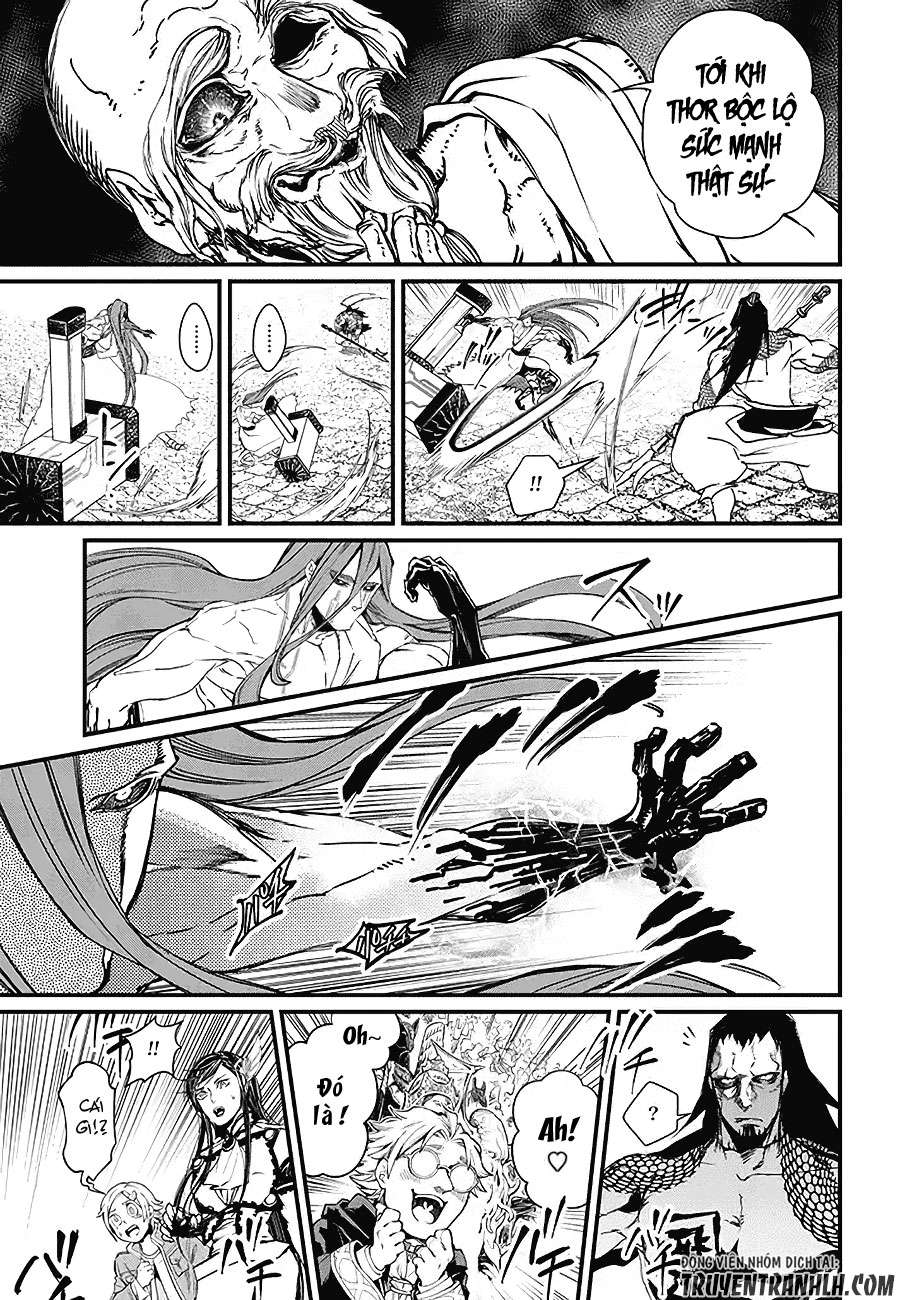 TỚI KHI
THOR BỘC LỘ
SỨC MẠNH
THẬT SỰ-
!!
......
......
?
Ah!
♡
Oh~
Đó
là!
!!
CÁI
GÌ!?
ĐỘNG VIÊN NHÓM DỊCH TẠI:
TRUYENTRANHLH.COM